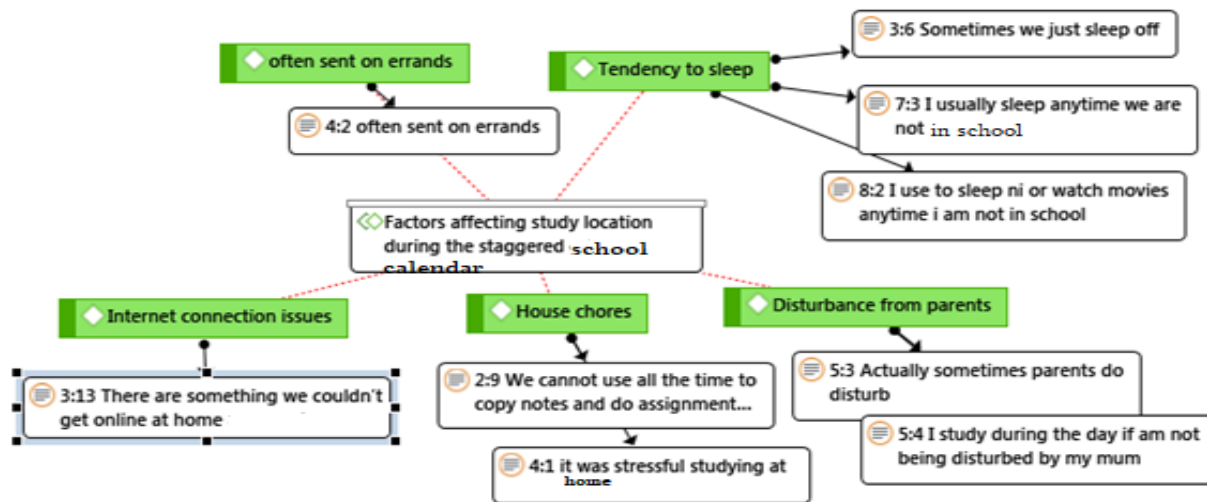 often sent on errands
4:2 often sent on errands
Tendency to sleep
3:6 Sometimes we just sleep off
7:3 I usually sleep anytime we are
not in school
8:2 I use to sleep ni or watch movies
anytime i am not in school
Factors affecting study location
during the staggered school
calendar
Internet connection issues
3:13 There are something we couldn't
get online at home
House chores
2:9 We cannot use all the time to
copy notes and do assignment...
4:1 it was stressful studying at
home
Disturbance from parents
5:3 Actually sometimes parents do
disturb
5:4 I study during the day if am not
being disturbed by my mum